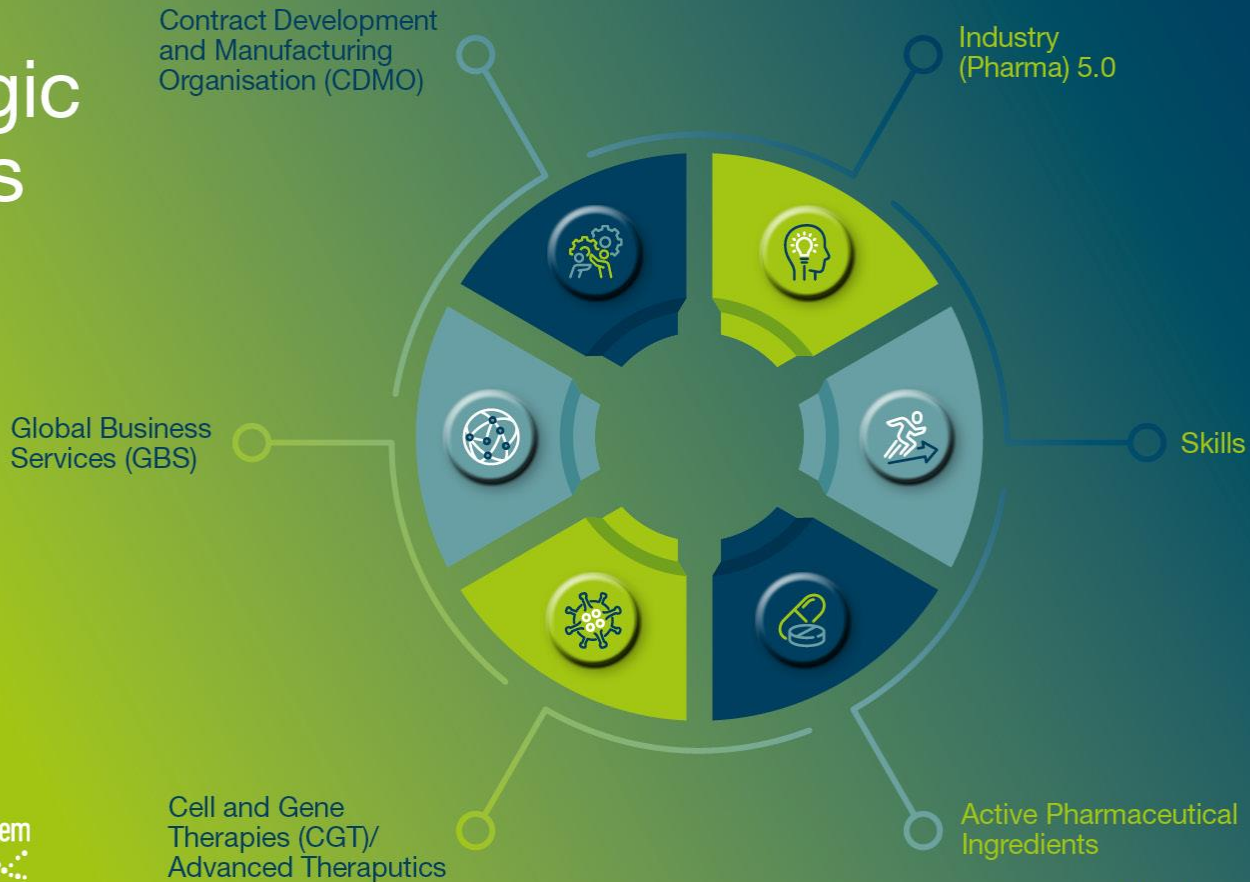 gic
s
Contract Development
and Manufacturing
Organisation (CDMO)
Industry
(Pharma) 5.0
Global Business
Services (GBS)
Skills
Cell and Gene
Therapies (CGT)/
Advanced Theraputics
Active Pharmaceutical
Ingredients
em